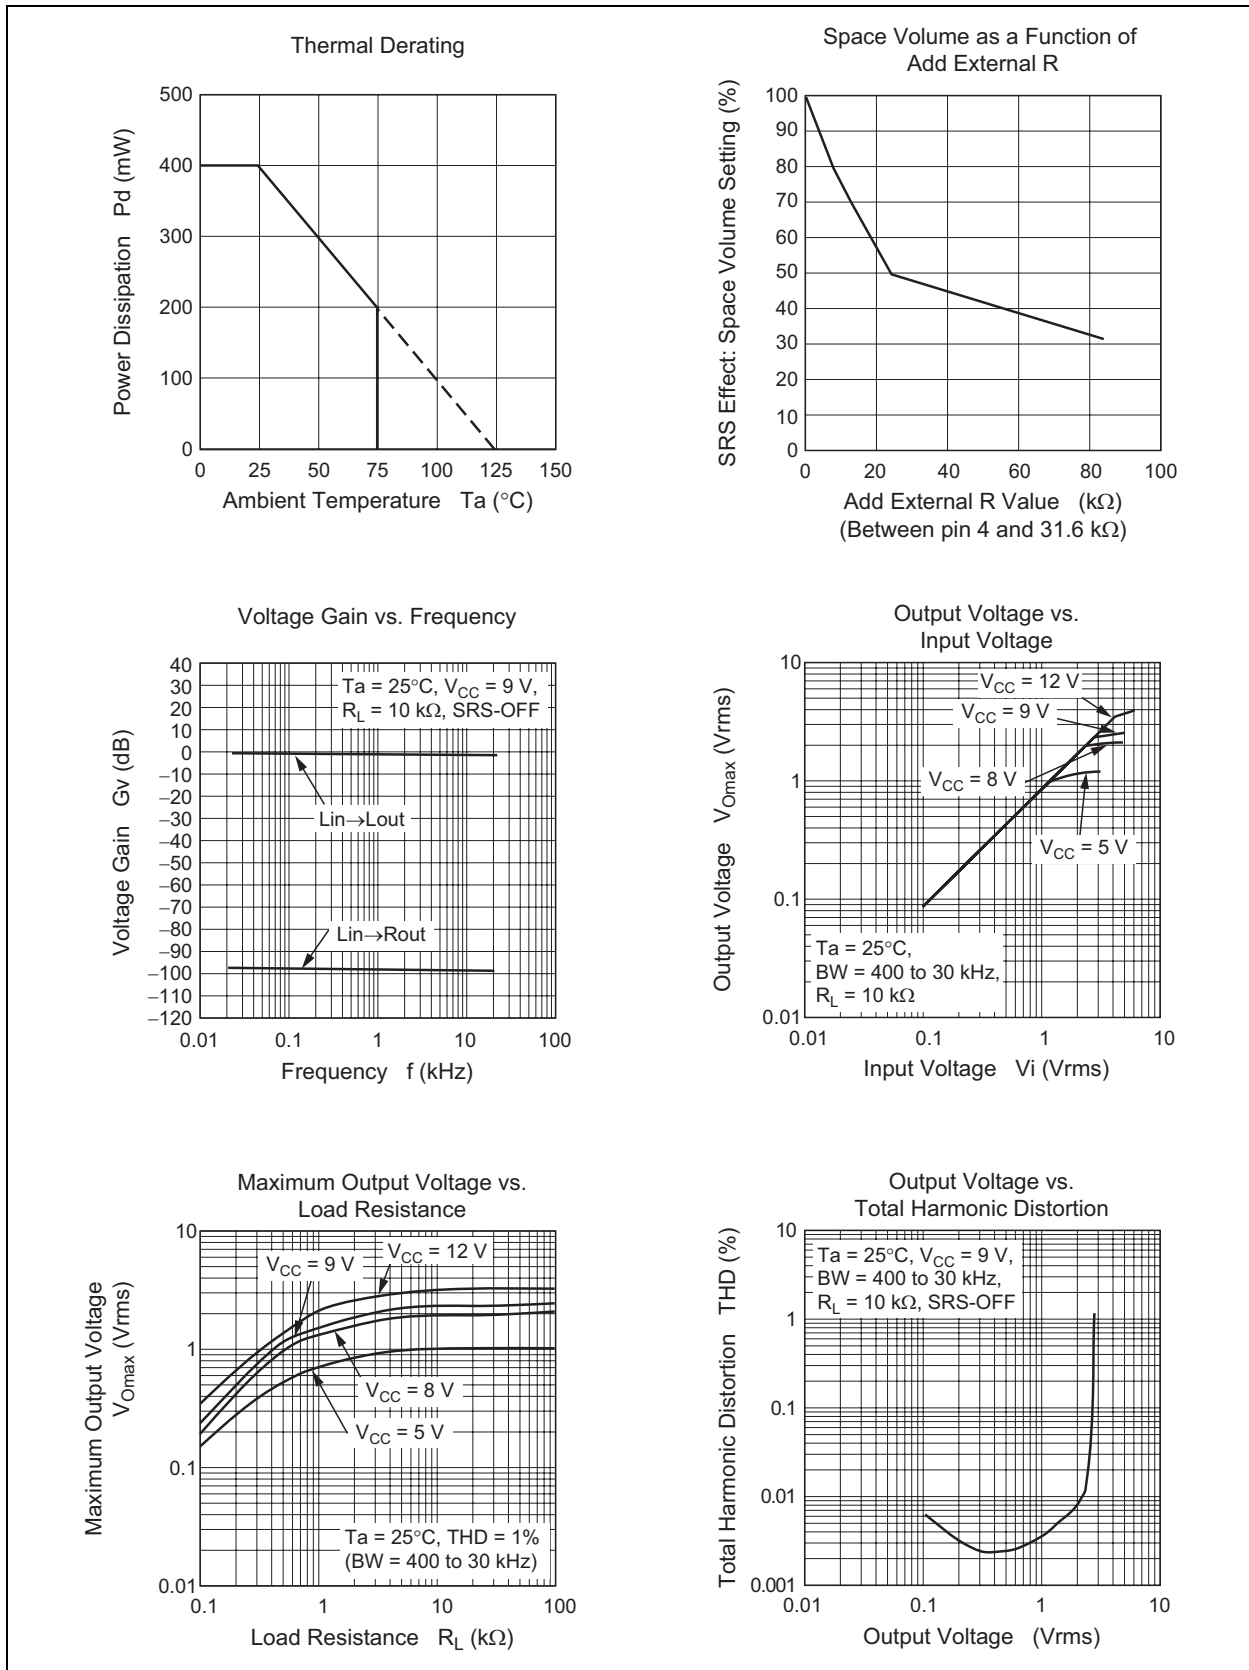 Thermal Derating
500
400
300
200
100
0
0 25 50 75 100 125 150
Power Dissipation Pd (mW)
Ambient Temperature Ta (°C)
Space Volume as a Function of
Add External R
100
90
80
70
60
50
40
30
20
10
0
0 20 40 60 80 100
SRS Effect: Space Volume Setting (%)
Add External R Value (kΩ)
(Between pin 4 and 31.6 kΩ)
Voltage Gain vs. Frequency
40
30
20
10
0
−10
−20
−30
−40
−50
−60
−70
−80
−90
−100
−110
−120
0.01 0.1 1 10 100
Voltage Gain Gv (dB)
Frequency f (kHz)
Ta = 25°C, VCC = 9 V,
RL = 10 kΩ, SRS-OFF
Lin→Lout
Lin→Rout
Output Voltage vs.
Input Voltage
10
1
0.1
0.01
0.01 0.1 1 10
Output Voltage VOmax (Vrms)
Input Voltage Vi (Vrms)
VCC = 12 V
VCC = 9 V
VCC = 8 V
VCC = 5 V
Ta = 25°C,
BW = 400 to 30 kHz,
RL = 10 kΩ
Maximum Output Voltage vs.
Load Resistance
10
1
0.1
0.01
0.1 1 10 100
Maximum Output Voltage
VOmax (Vrms)
Load Resistance RL (kΩ)
VCC = 12 V
VCC = 9 V
VCC = 8 V
VCC = 5 V
Ta = 25°C, THD = 1%
(BW = 400 to 30 kHz)
Output Voltage vs.
Total Harmonic Distortion
10
1
0.1
0.01
0.001
0.01 0.1 1 10
Total Harmonic Distortion THD (%)
Output Voltage (Vrms)
Ta = 25°C, VCC = 9 V,
BW = 400 to 30 kHz,
RL = 10 kΩ, SRS-OFF